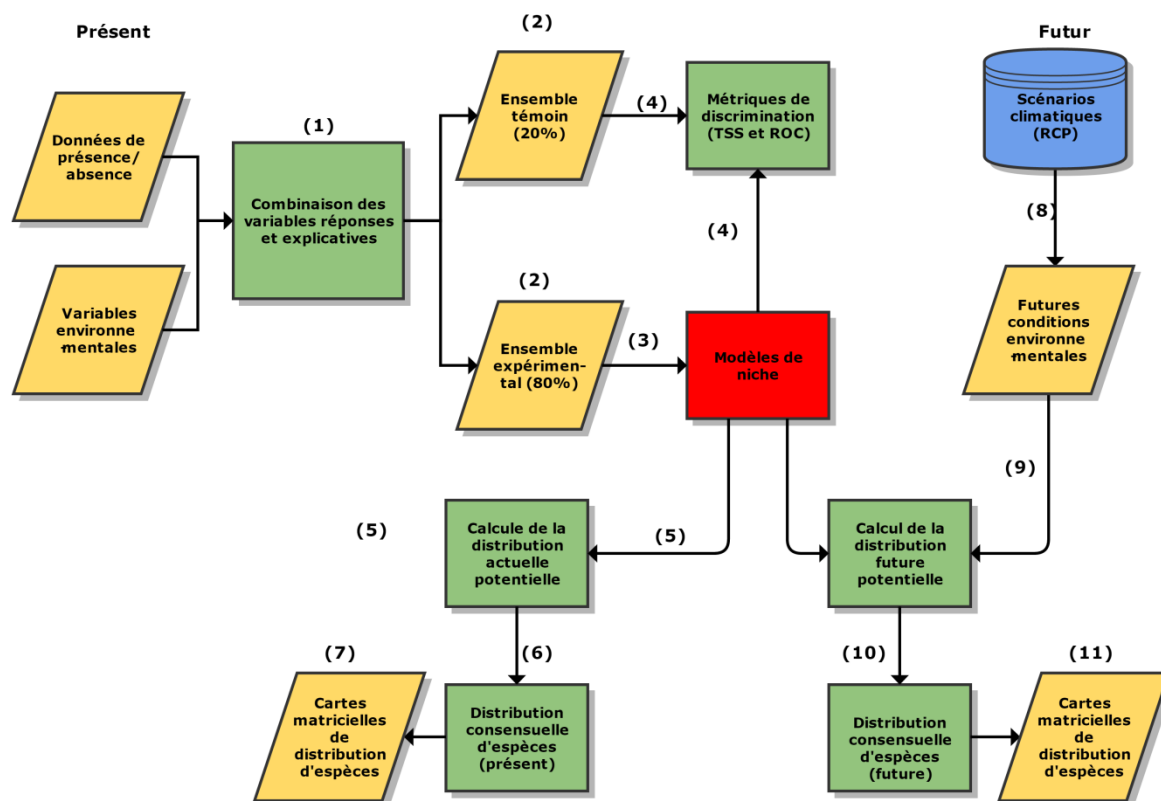 Présent
(2)
Futur
Données de
présence/
absence
(1)
Combinaison des
variables réponses
et explicatives
Ensemble
témoin
(20%)
(4)
Métriques de
discrimination
(TSS et ROC)
Scénarios
climatiques
(RCP)
(8)
(4)
Variables
environne
-mentales
(2)
Ensemble
expérimen-
tal (80%)
(3)
Modèles de
niche
Futures
conditions
environne
-mentales
(9)
(5)
Calcule de la
distribution
actuelle
potentielle
(5)
Calcul de la
distribution
future
potentielle
(7)
(6)
(10)
(11)
Cartes
matricielles
de
distribution
d'espèces
Distribution
consensuelle
d'espèces
(présent)
Distribution
consensuelle
d'espèces
(future)
Cartes
matricielles
de
distribution
d'espèces